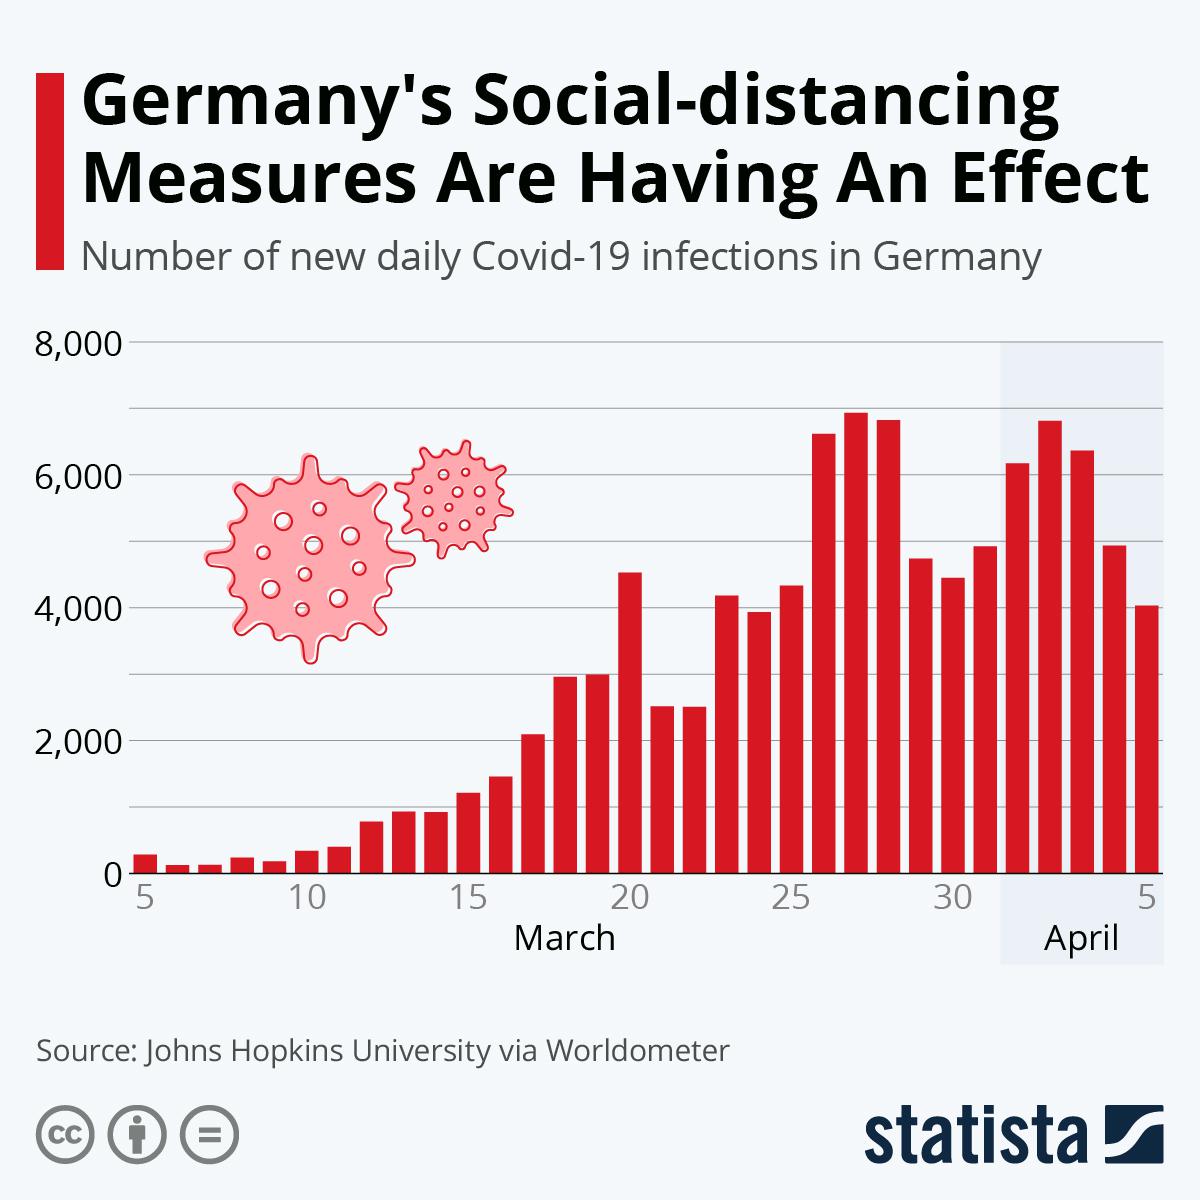 Germany's Social-distancing
Measures Are Having An Effect
Number of new daily Covid-19 infections in Germany
8,000
6,000
4,000
2,000
0
5 10 15 20 25 30 5
March April
Source: Johns Hopkins University via Worldometer
cc = statista